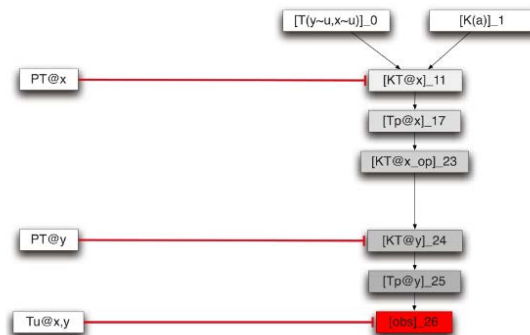 [T(y~u,x~u)]_0 [K(a)]_1
PT@x [KT@x]_11
[Tp@x]_17
[KT@x_op]_23
PT@y [KT@y]_24
[Tp@y]_25
Tu@x,y [obs]_26